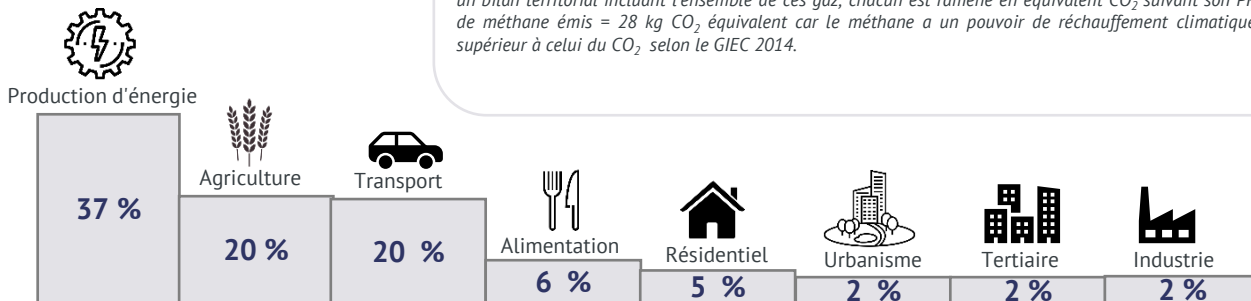 un bilan territorial incluant l'ensemble de ces gaz, chacun est ramené en équivalent CO2 suivant son
de méthane émis = 28 kg CO2 équivalent car le méthane a un pouvoir de réchauffement climatique
supérieur à celui du CO2 selon le GIEC 2014.
Production d'énergie
37 %
Agriculture
20 %
Transport
20 %
Alimentation
6 %
Résidentiel
5 %
Urbanisme
2 %
Tertiaire
2 %
Industrie
2 %